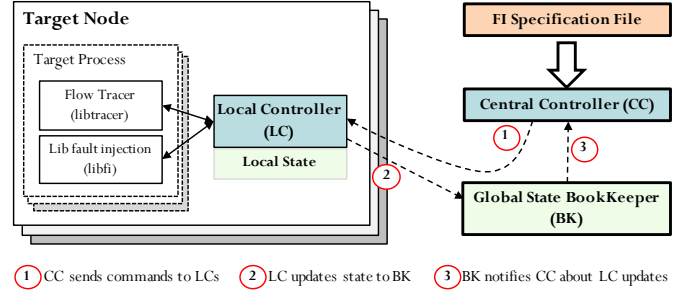 Target Node
Target Process
Flow Tracer
(libtracer)
Lib fault injection
(libfi)
Local Controller
(LC)
Local State
FI Specification File
Central Controller (CC)
1
3
2
Global State BookKeeper
(BK)
1 CC sends commands to LCs
2 LC updates state to BK
3 BK notifies CC about LC updates